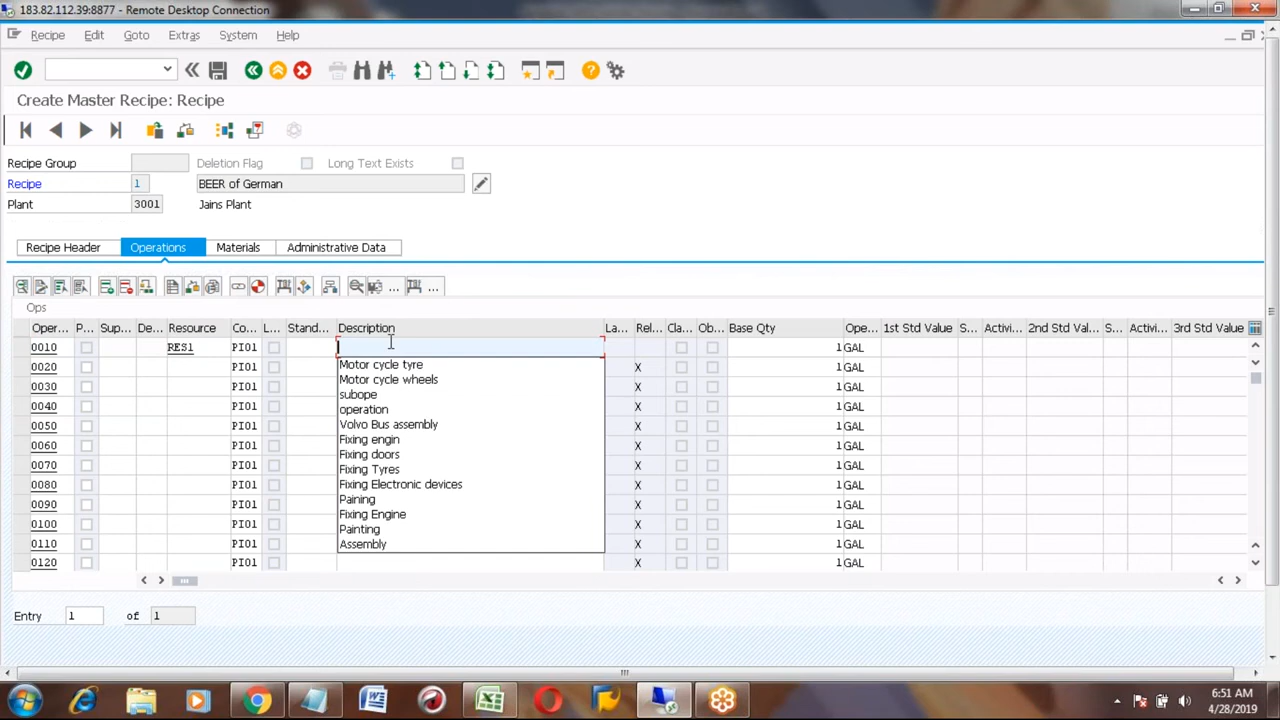 183.82.112.39:8877 - Remote Desktop Connection
Recipe Edit Goto Extras System Help
Create Master Recipe: Recipe
Recipe Group Deletion Flag Long Text Exists
Recipe 1 BEER of German
Plant 3001 Jains Plant
Recipe Header Operations Materials Administrative Data
Ops
Oper... P... Sup... De... Resource Co... L... Stand... Description La... Rel... Cla... Ob... Base Qty Ope... 1st Std Value S... Activi... 2nd Std Val... S... Activi... 3rd Std Value
0010 RES1 PI01 1 GAL
0020 PI01 X 1 GAL
0030 PI01 X 1 GAL
0040 PI01 X 1 GAL
0050 PI01 X 1 GAL
0060 PI01 X 1 GAL
0070 PI01 X 1 GAL
0080 PI01 X 1 GAL
0090 PI01 X 1 GAL
0100 PI01 X 1 GAL
0110 PI01 X 1 GAL
0120 PI01 X 1 GAL
Motor cycle tyre
Motor cycle wheels
subope
operation
Volvo Bus assembly
Fixing engin
Fixing doors
Fixing Tyres
Fixing Electronic devices
Paining
Fixing Engine
Painting
Assembly
Entry 1 of 1
6:51 AM
4/28/2019